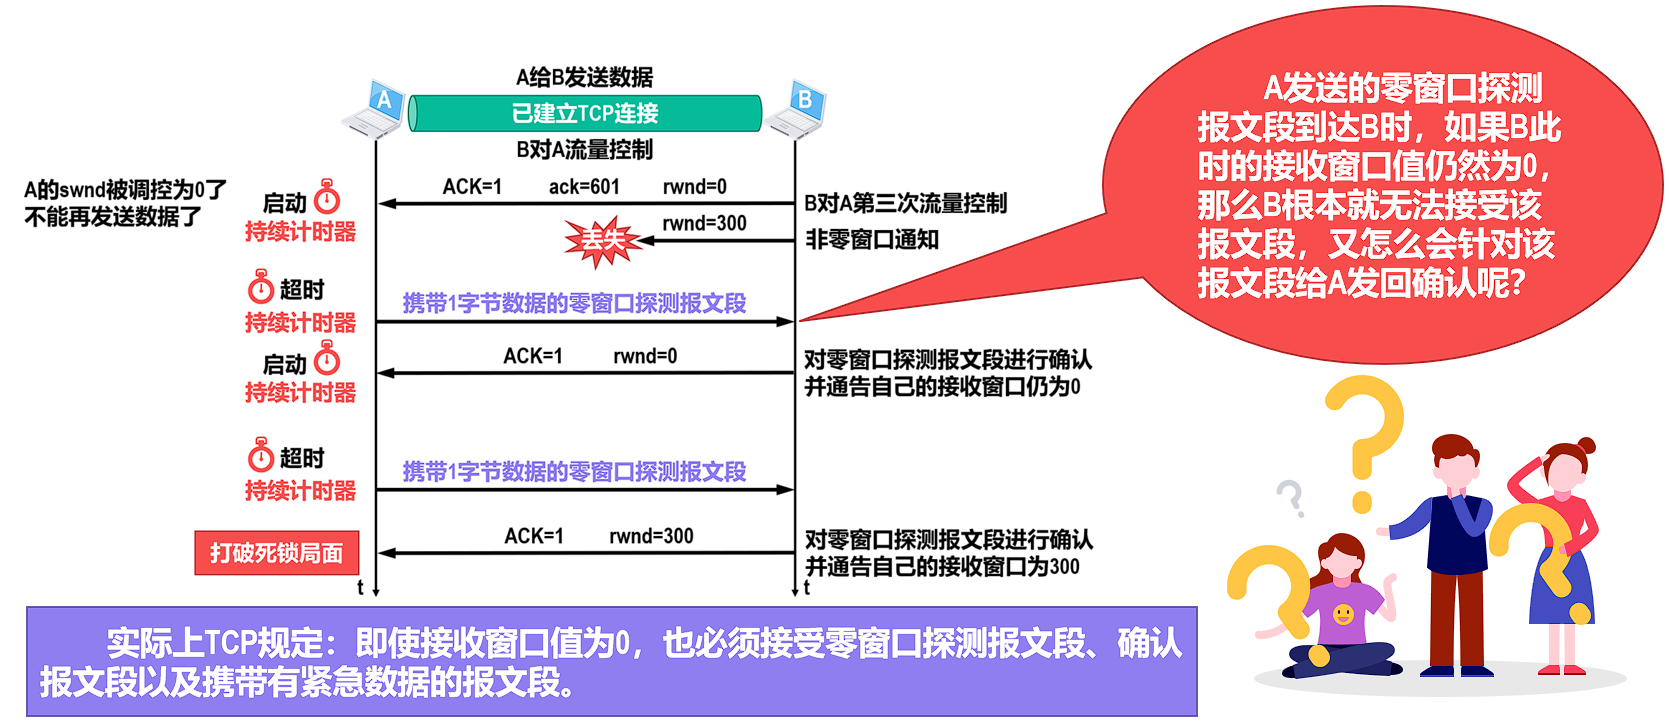 A给B发送数据
A
已建立TCP连接
B
B对A流量控制
A的swnd被调控为0了
不能再发送数据了
启动
持续计时器
ACK=1 ack=601 rwnd=0
B对A第三次流量控制
丢失
rwnd=300
非零窗口通知
超时
持续计时器
携带1字节数据的零窗口探测报文段
启动
持续计时器
ACK=1 rwnd=0
对零窗口探测报文段进行确认
并通告自己的接收窗口仍为0
超时
持续计时器
携带1字节数据的零窗口探测报文段
打破死锁局面
ACK=1 rwnd=300
对零窗口探测报文段进行确认
并通告自己的接收窗口为300
t
t
A发送的零窗口探测
报文段到达B时，如果B此
时的接收窗口值仍然为0，
那么B根本就无法接受该
报文段，又怎么会针对该
报文段给A发回确认呢？
实际上TCP规定：即使接收窗口值为0，也必须接受零窗口探测报文段、确认
报文段以及携带有紧急数据的报文段。